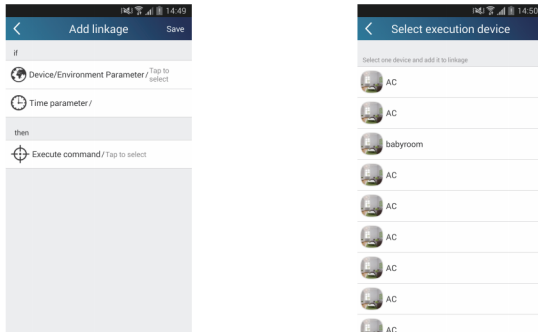 14:49
Add linkage
Save
if
Device/Environment Parameter/Tap to
select
Time parameter/
then
Execute command/Tap to select
14:50
Select execution device
Select one device and add it to linkage
AC
AC
babyroom
AC
AC
AC
AC
AC
AC